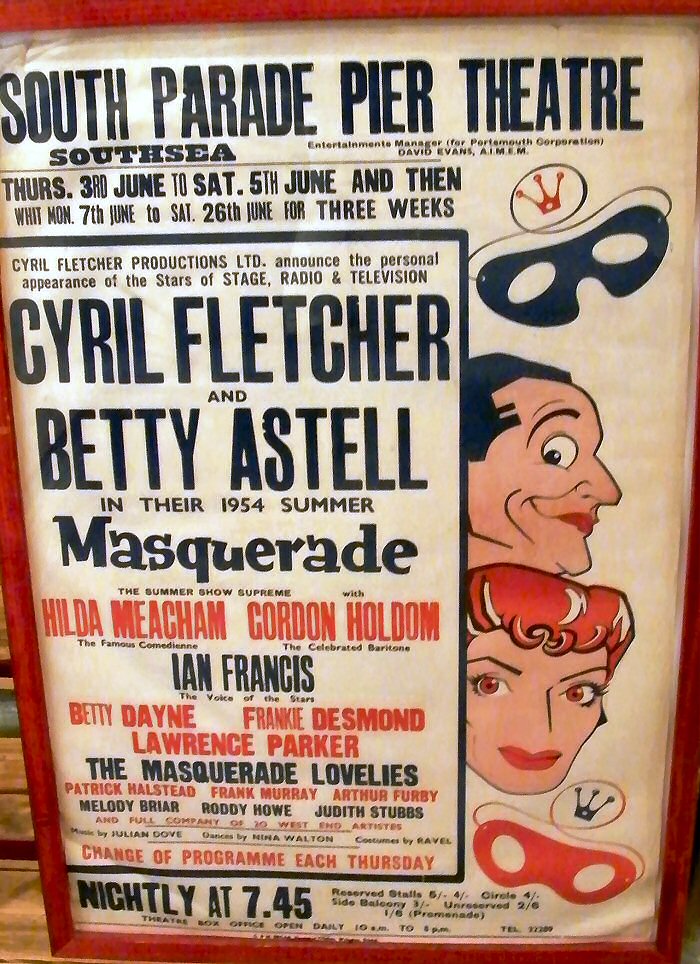 SOUTH PARADE PIER THEATRE
SOUTHSEA
Entertainments Manager (for Portsmouth Corporation)
DAVID EVANS, A.I.M.E.M.
THURS. 3RD JUNE TO SAT. 5TH JUNE AND THEN
WHIT MON. 7th JUNE to SAT. 26th JUNE FOR THREE WEEKS
CYRIL FLETCHER PRODUCTIONS LTD. announce the personal
appearance of the Stars of STAGE, RADIO & TELEVISION
CYRIL FLETCHER
AND
BETTY ASTELL
IN THEIR 1954 SUMMER
Masquerade
THE SUMMER SHOW SUPREME with
HILDA MEACHAM GORDON HOLDOM
The Famous Comedienne The Celebrated Baritone
IAN FRANCIS
The Voice of the Stars
BETTY DAYNE FRANKIE DESMOND
LAWRENCE PARKER
THE MASQUERADE LOVELIES
PATRICK HALSTEAD FRANK MURRAY ARTHUR FURBY
MELODY BRIAR RODDY HOWE JUDITH STUBBS
AND FULL COMPANY OF 20 WEST END ARTISTES
Music by JULIAN DOVE Dances by NINA WALTON Costumes by RAVEL
CHANGE OF PROGRAMME EACH THURSDAY
NIGHTLY AT 7.45
Reserved Stalls 5/- 4/- Circle 4/-
Side Balcony 3/- Unreserved 2/6
1/6 (Promenade)
THEATRE BOX OFFICE OPEN DAILY 10 a.m. TO 8 p.m. TEL. 32289